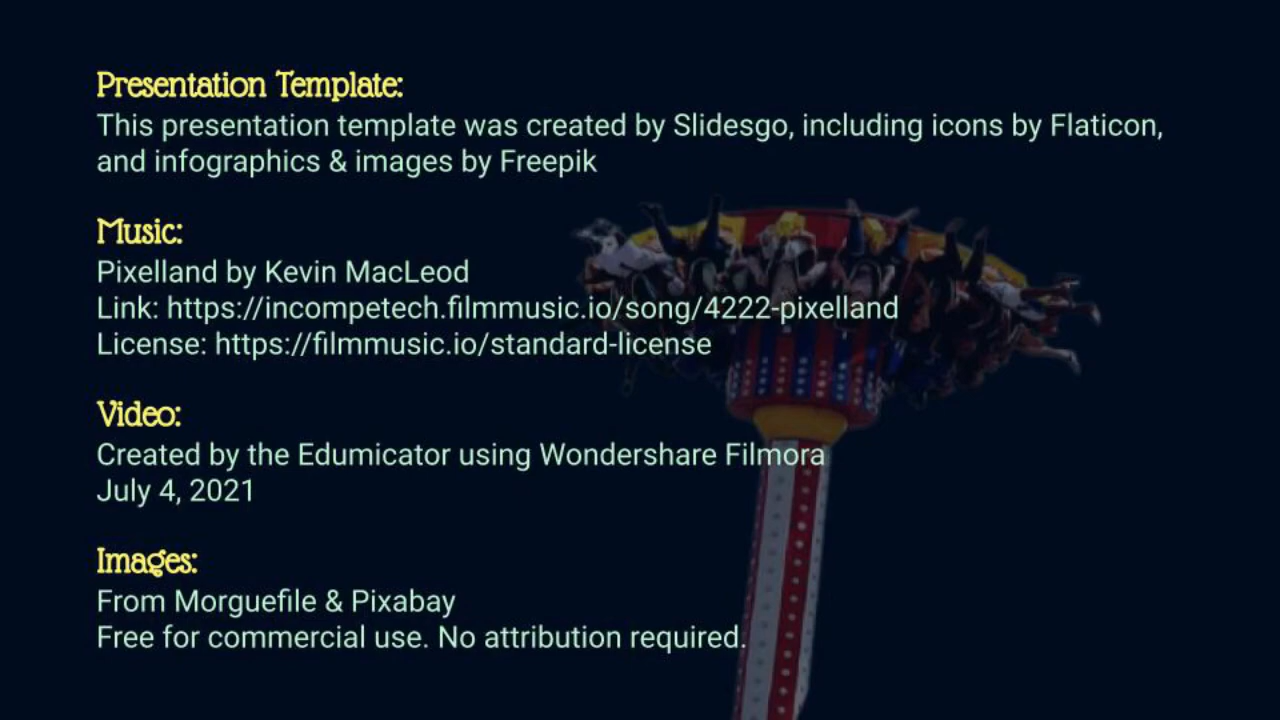 Presentation Template:
This presentation template was created by Slidesgo, including icons by Flaticon,
and infographics & images by Freepik
Music:
Pixelland by Kevin MacLeod
Link: https://incompetech.filmmusic.io/song/4222-pixelland
License: https://filmmusic.io/standard-license
Video:
Created by the Edumicator using Wondershare Filmora
July 4, 2021
Images:
From Morguefile & Pixabay
Free for commercial use. No attribution required.